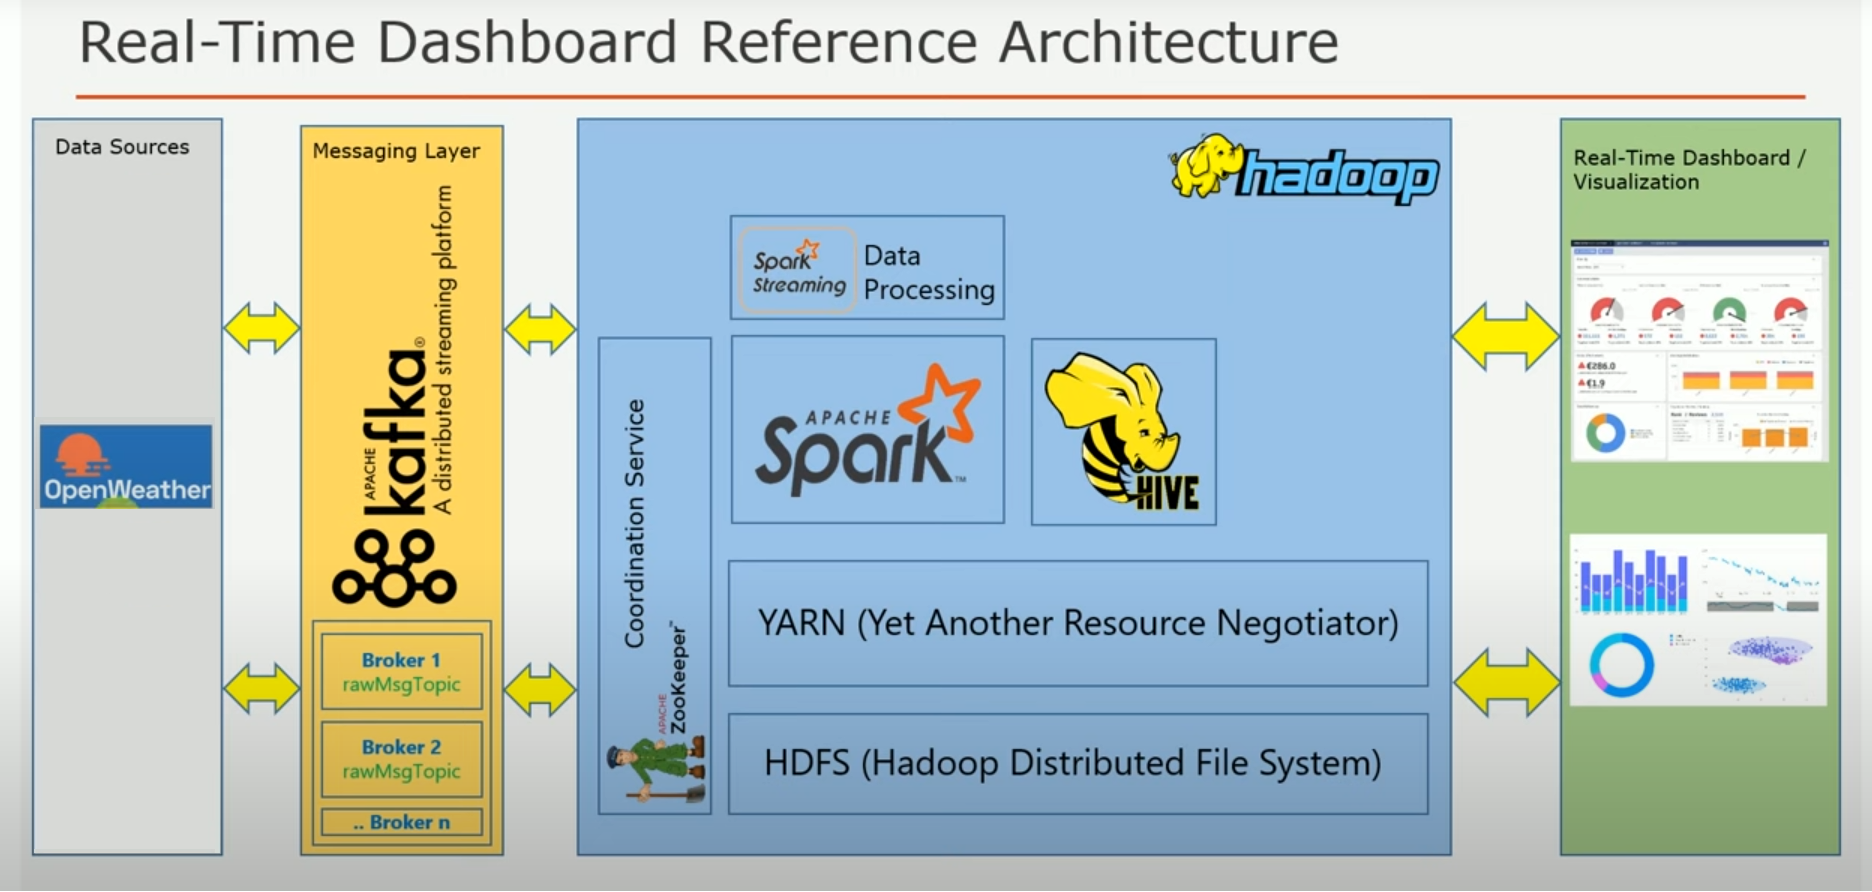 Real-Time Dashboard Reference Architecture
Data Sources
OpenWeather
Messaging Layer
APACHE
kafka®
A distributed streaming platform
Broker 1
rawMsgTopic
Broker 2
rawMsgTopic
.. Broker n
hadoop
Spark
Streaming
Data
Processing
Coordination Service
APACHE
ZooKeeper™
APACHE
Spark™
HIVE
YARN (Yet Another Resource Negotiator)
HDFS (Hadoop Distributed File System)
Real-Time Dashboard /
Visualization
€286.0
€1.9